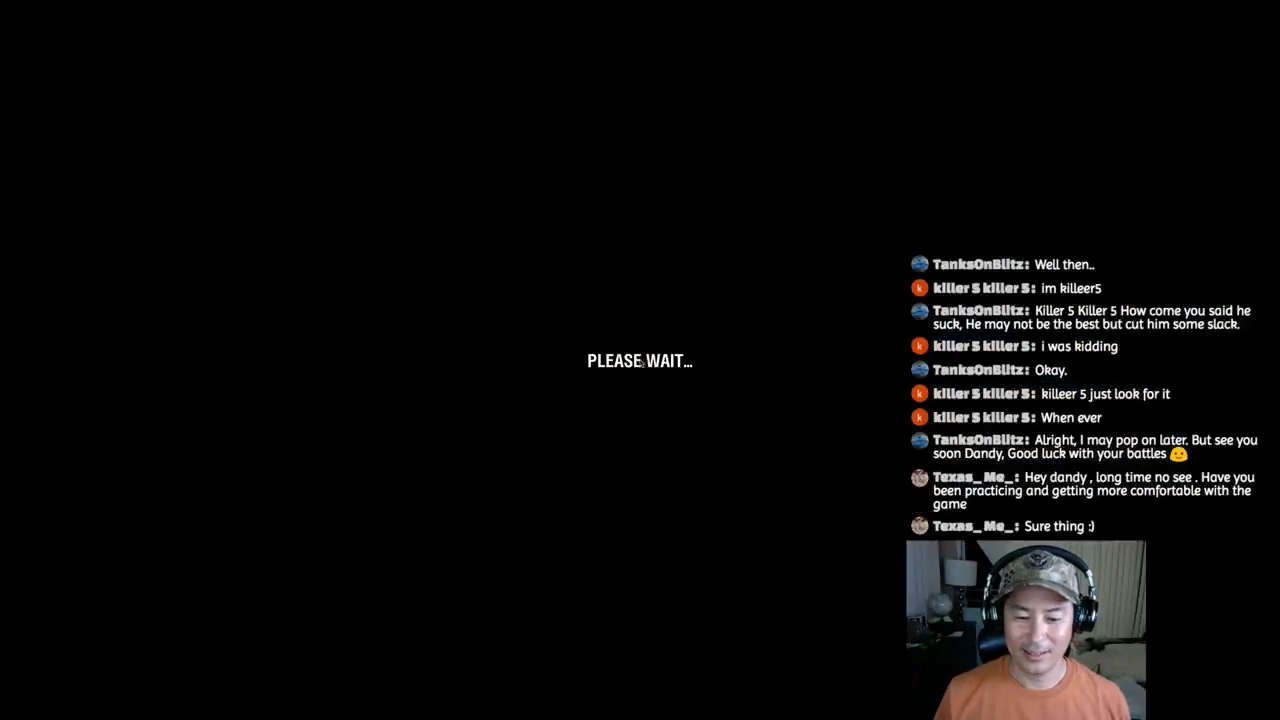 TanksOnBlitz: Well then..
k killer 5 killer 5: im killeer5
TanksOnBlitz: Killer 5 Killer 5 How come you said he
suck, He may not be the best but cut him some slack.
k killer 5 killer 5: i was kidding
PLEASE WAIT...
TanksOnBlitz: Okay.
k killer 5 killer 5: killeer 5 just look for it
k killer 5 killer 5: When ever
TanksOnBlitz: Alright, I may pop on later. But see you
soon Dandy, Good luck with your battles 🙂
Texas_Me_: Hey dandy , long time no see . Have you
been practicing and getting more comfortable with the
game
Texas_Me_: Sure thing :)